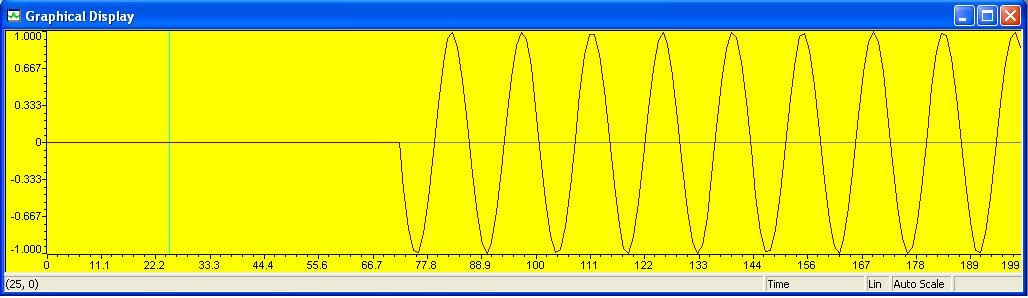 Graphical Display
1.000
0.667
0.333
0
-0.333
-0.667
-1.000
0 11.1 22.2 33.3 44.4 55.6 66.7 77.8 88.9 100 111 122 133 144 156 167 178 189 199
(25, 0) Time Lin Auto Scale